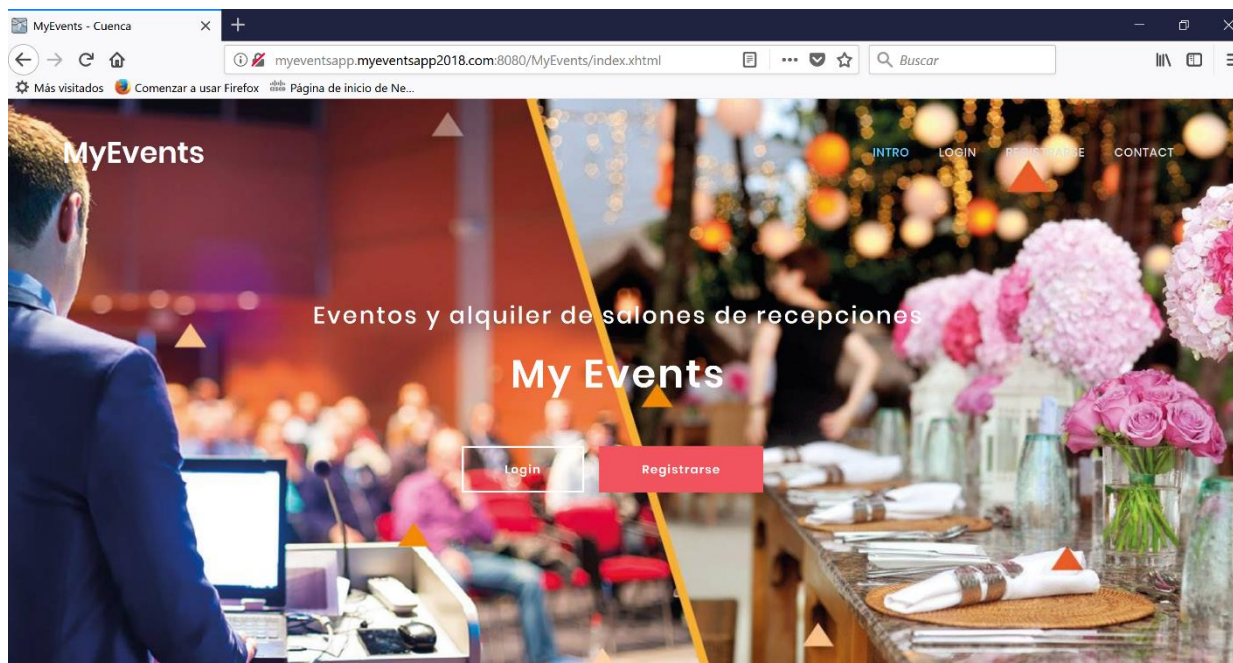 MyEvents - Cuenca
myeventsapp.myeventsapp2018.com:8080/MyEvents/index.xhtml
Buscar
Más visitados Comenzar a usar Firefox Página de inicio de Ne...
MyEvents
INTRO LOGIN REGISTRARSE CONTACT
Eventos y alquiler de salones de recepciones
My Events
Login Registrarse